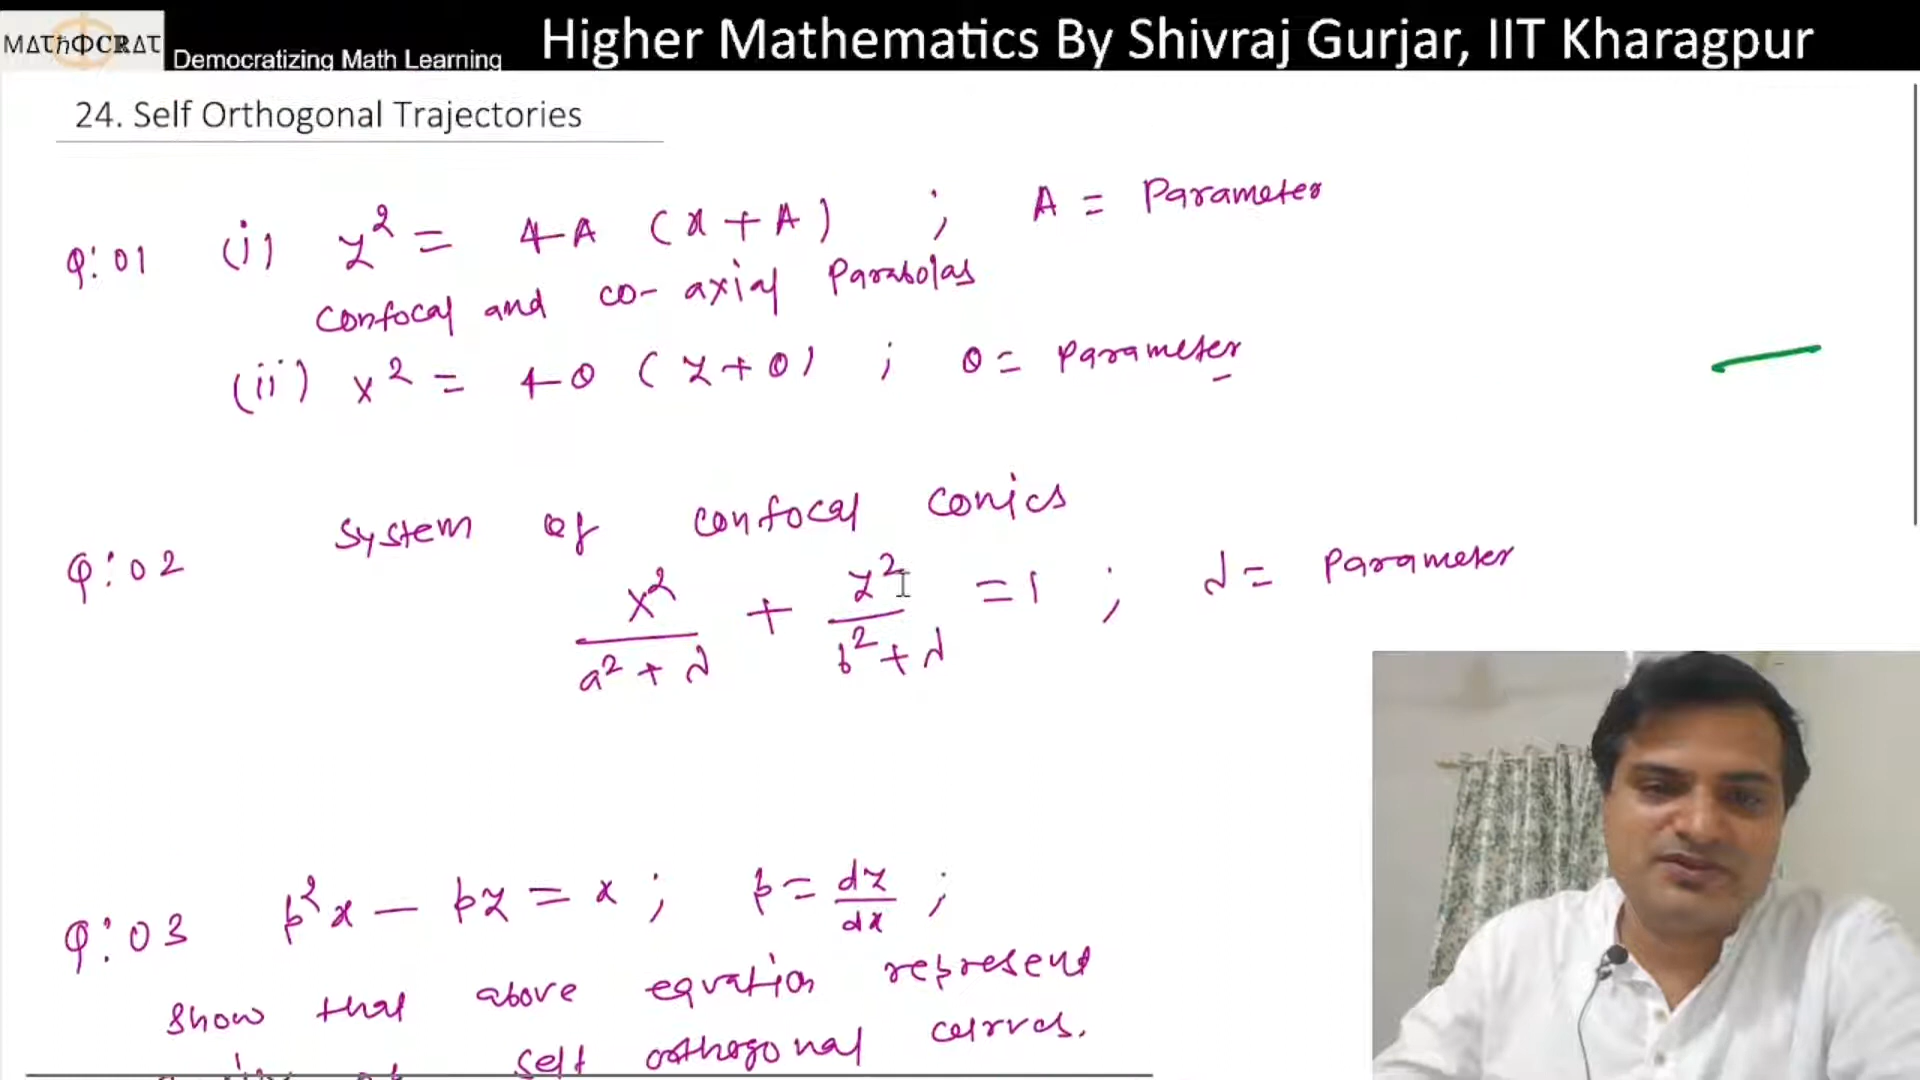 MΔTℏΦCRΔT Democratizing Math Learning Higher Mathematics By Shivraj Gurjar, IIT Kharagpur
24. Self Orthogonal Trajectories
Q:01 (i) y² = 4A (x+A) ; A = Parameter
confocal and co-axial Parabolas
(ii) x² = 4θ (y+θ) ; θ = Parameter
Q:02 System of confocal conics
x²/(a²+λ) + y²/(b²+λ) = 1 ; λ = Parameter
Q:03 p²x − py = x ; p = dy/dx ;
show that above equation represent
self orthogonal curves.